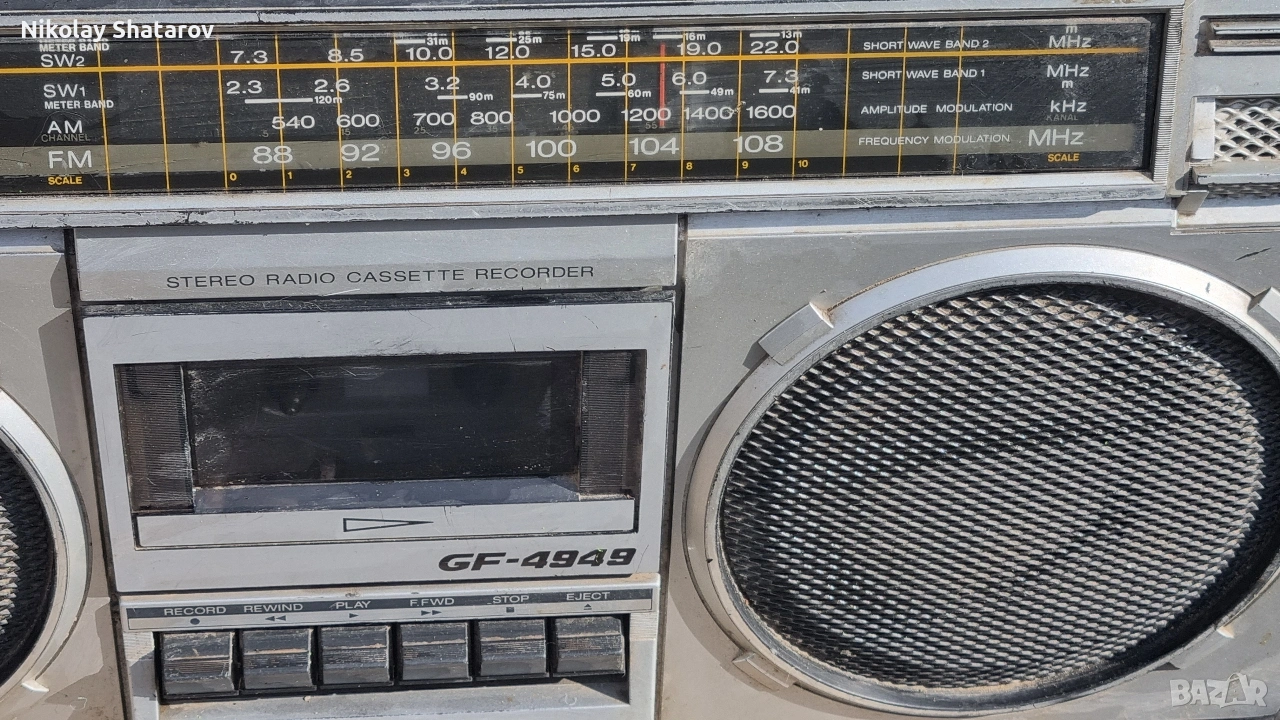 Nikolay Shatarov
31m 25m 19m 16m 13m m
METER BAND
SW2 7.3 8.5 10.0 12.0 15.0 19.0 22.0 SHORT WAVE BAND 2 MHz
SW1 2.3 2.6 3.2 4.0 5.0 6.0 7.3 SHORT WAVE BAND 1 MHz
METER BAND 120m 90m 75m 60m 49m 41m m
AM 540 600 700 800 1000 1200 1400 1600 AMPLITUDE MODULATION kHz
CHANNEL 5 15 25 55 KANAL
FM 88 92 96 100 104 108 FREQUENCY MODULATION MHz
SCALE 0 1 2 3 4 5 6 7 8 9 10 SCALE
STEREO RADIO CASSETTE RECORDER
GF-4949
RECORD REWIND PLAY F.FWD STOP EJECT
BAZAR